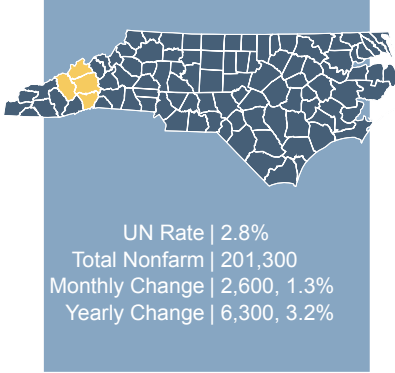 UN Rate | 2.8%
Total Nonfarm | 201,300
Monthly Change | 2,600, 1.3%
Yearly Change | 6,300, 3.2%